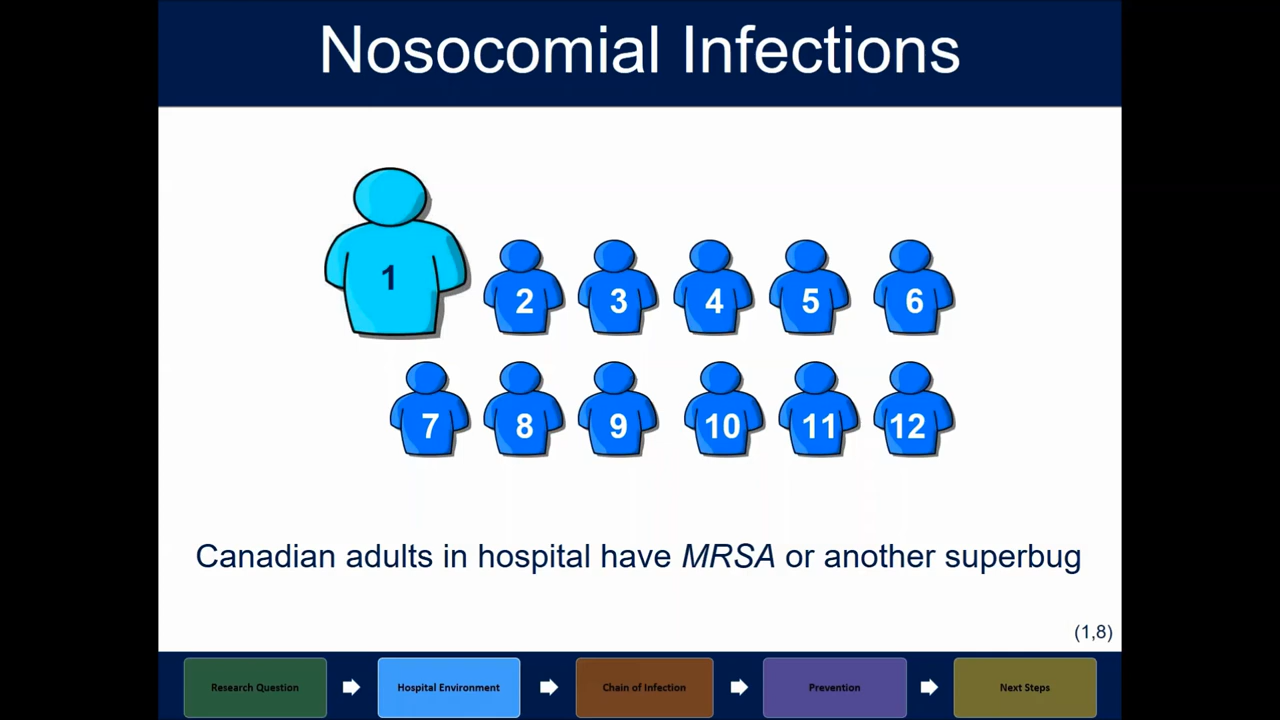 Nosocomial Infections
1
2 3 4 5 6
7 8 9 10 11 12
Canadian adults in hospital have MRSA or another superbug
(1,8)
Research Question Hospital Environment Chain of Infection Prevention Next Steps